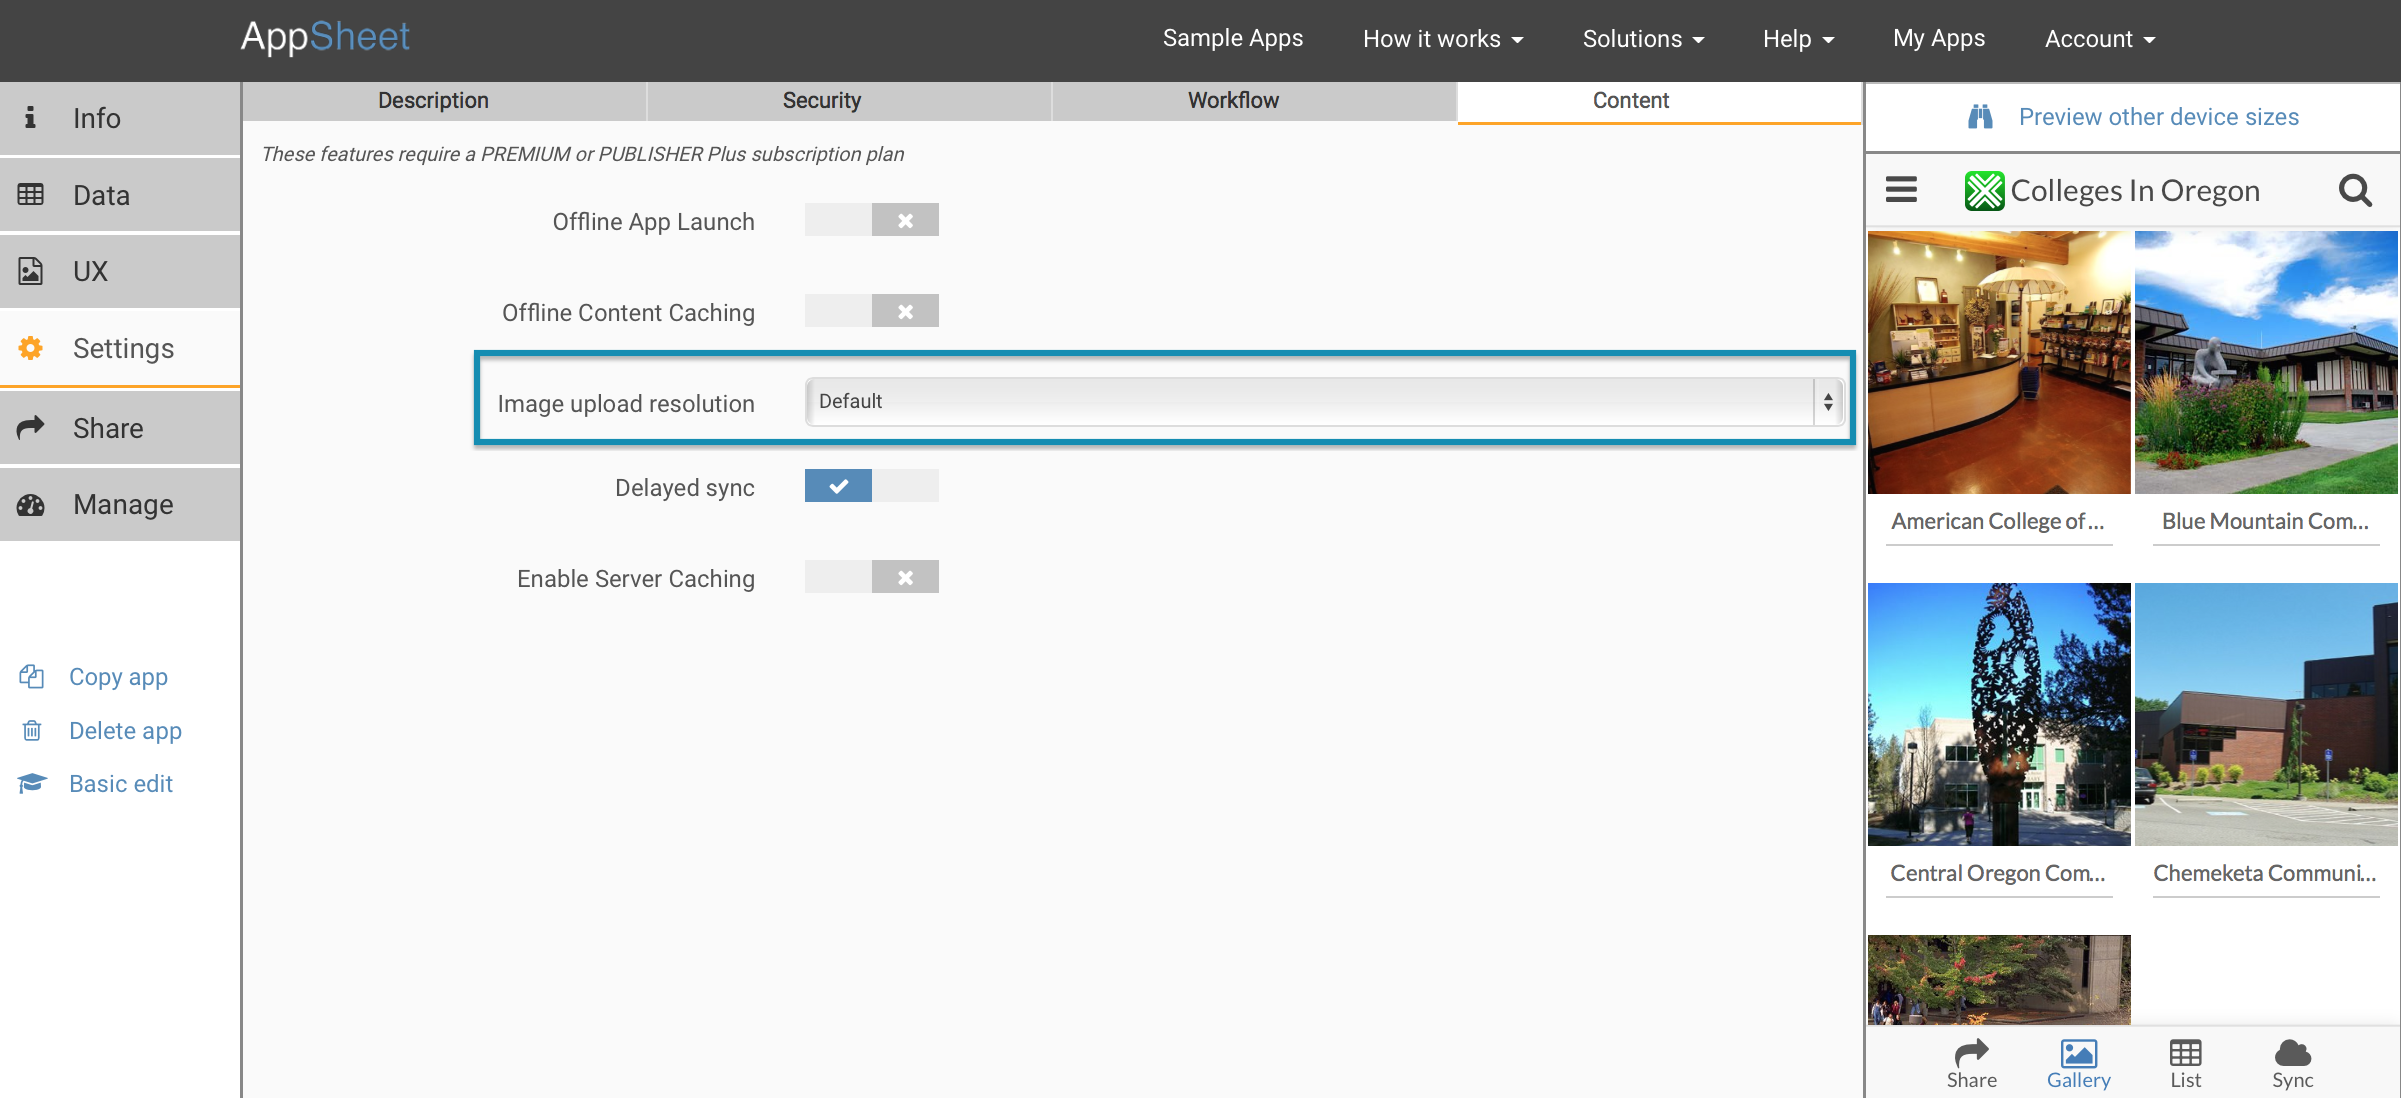 AppSheet
Sample Apps How it works Solutions Help My Apps Account
Info
Data
UX
Settings
Share
Manage
Copy app
Delete app
Basic edit
Description Security Workflow Content
These features require a PREMIUM or PUBLISHER Plus subscription plan
Offline App Launch
Offline Content Caching
Image upload resolution Default
Delayed sync
Enable Server Caching
Preview other device sizes
Colleges In Oregon
American College of ... Blue Mountain Com...
Central Oregon Com... Chemeketa Communi...
Share Gallery List Sync